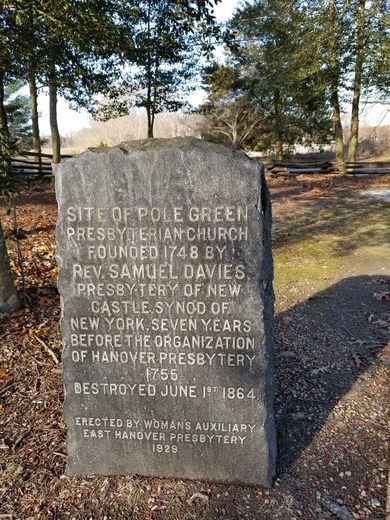 SITE OF POLE GREEN
PRESBYTERIAN CHURCH
FOUNDED 1748 BY
REV. SAMUEL DAVIES
PRESBYTERY OF NEW
CASTLE, SYNOD OF
NEW YORK, SEVEN YEARS
BEFORE THE ORGANIZATION
OF HANOVER PRESBYTERY
1755
DESTROYED JUNE 1ST 1864
ERECTED BY WOMANS AUXILIARY
EAST HANOVER PRESBYTERY
1929